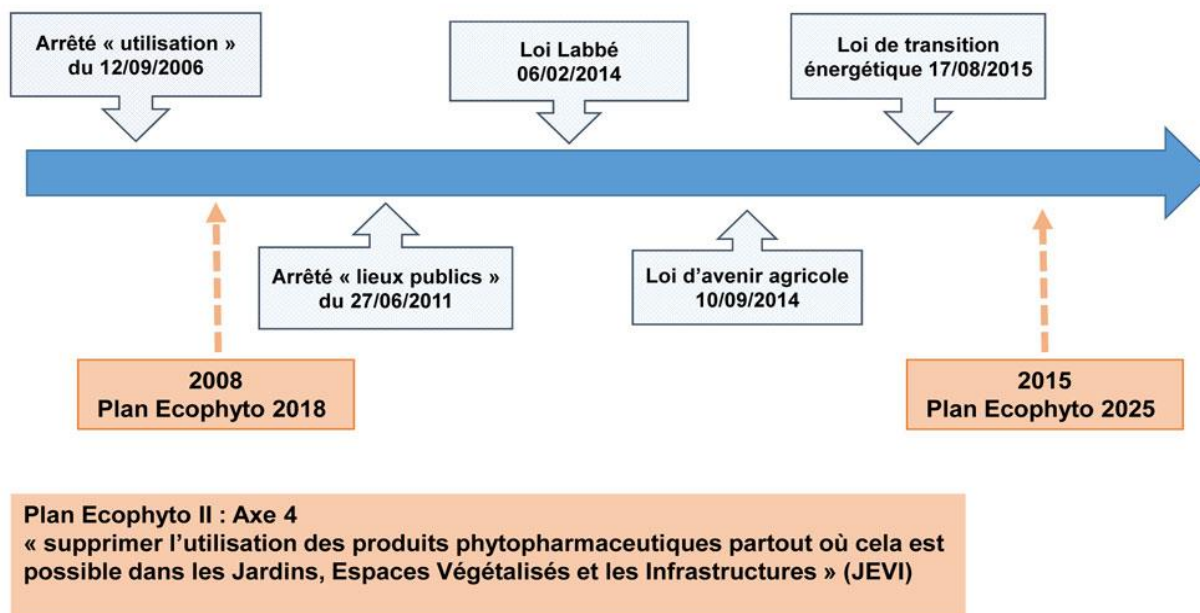 Arrêté « utilisation »
du 12/09/2006
Loi Labbé
06/02/2014
Loi de transition
énergétique 17/08/2015
Arrêté « lieux publics »
du 27/06/2011
Loi d’avenir agricole
10/09/2014
2008
Plan Ecophyto 2018
2015
Plan Ecophyto 2025
Plan Ecophyto II : Axe 4
« supprimer l’utilisation des produits phytopharmaceutiques partout où cela est
possible dans les Jardins, Espaces Végétalisés et les Infrastructures » (JEVI)